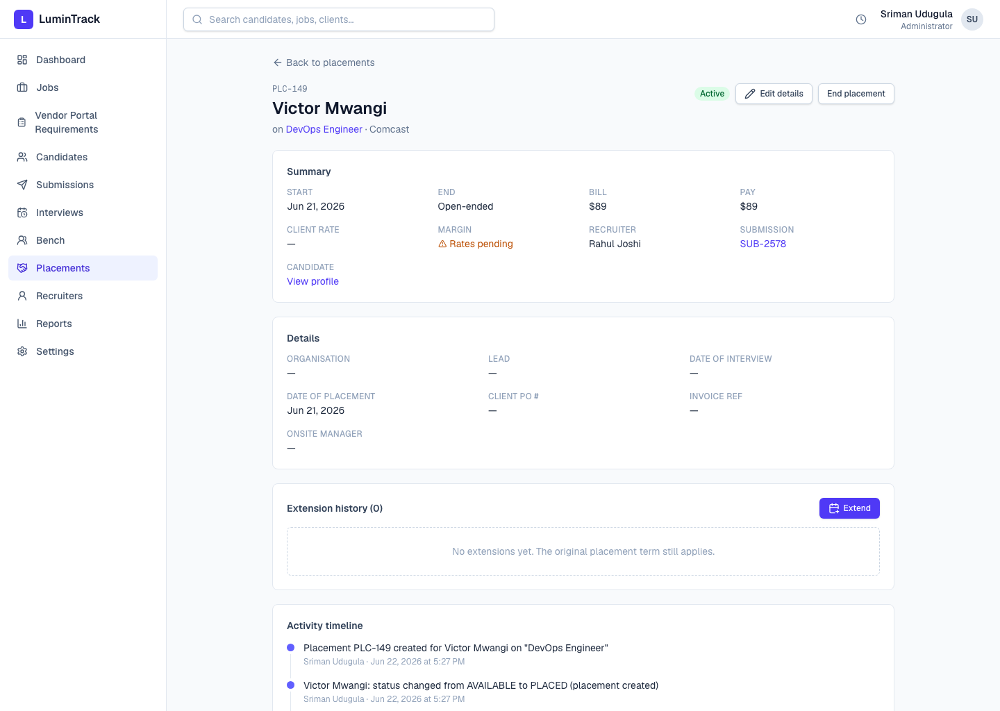 L LuminTrack
Search candidates, jobs, clients...
Sriman Udugula
Administrator
SU
Dashboard
Jobs
Vendor Portal
Requirements
Candidates
Submissions
Interviews
Bench
Placements
Recruiters
Reports
Settings
Back to placements
PLC-149
Victor Mwangi
on DevOps Engineer · Comcast
Active
Edit details
End placement
Summary
START END BILL PAY
Jun 21, 2026 Open-ended $89 $89
CLIENT RATE MARGIN RECRUITER SUBMISSION
— Rates pending Rahul Joshi SUB-2578
CANDIDATE
View profile
Details
ORGANISATION LEAD DATE OF INTERVIEW
— — —
DATE OF PLACEMENT CLIENT PO # INVOICE REF
Jun 21, 2026 — —
ONSITE MANAGER
—
Extension history (0)
Extend
No extensions yet. The original placement term still applies.
Activity timeline
Placement PLC-149 created for Victor Mwangi on "DevOps Engineer"
Sriman Udugula · Jun 22, 2026 at 5:27 PM
Victor Mwangi: status changed from AVAILABLE to PLACED (placement created)
Sriman Udugula · Jun 22, 2026 at 5:27 PM